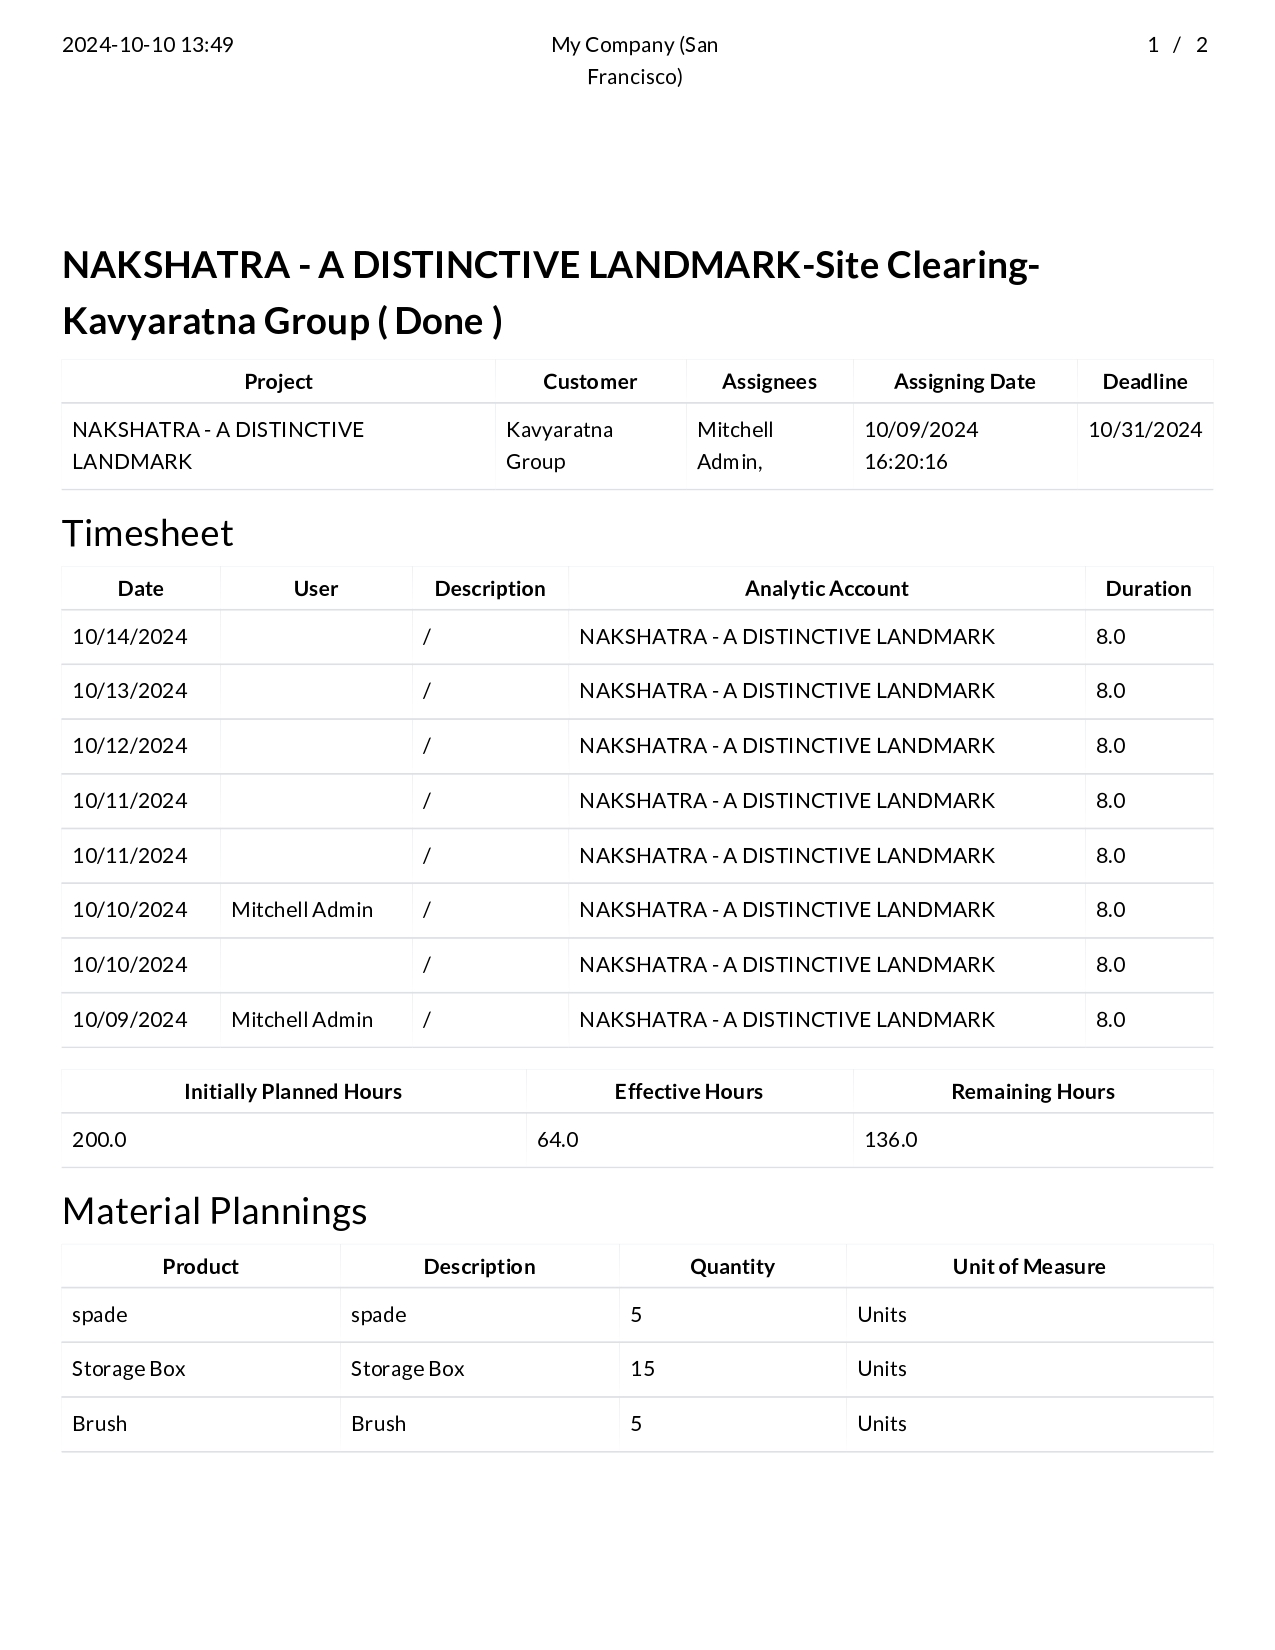 2024-10-10 13:49 My Company (San 1 / 2
Francisco)
NAKSHATRA - A DISTINCTIVE LANDMARK-Site Clearing-
Kavyaratna Group ( Done )
Project Customer Assignees Assigning Date Deadline
NAKSHATRA - A DISTINCTIVE Kavyaratna Mitchell 10/09/2024 10/31/2024
LANDMARK Group Admin, 16:20:16
Timesheet
Date User Description Analytic Account Duration
10/14/2024 / NAKSHATRA - A DISTINCTIVE LANDMARK 8.0
10/13/2024 / NAKSHATRA - A DISTINCTIVE LANDMARK 8.0
10/12/2024 / NAKSHATRA - A DISTINCTIVE LANDMARK 8.0
10/11/2024 / NAKSHATRA - A DISTINCTIVE LANDMARK 8.0
10/11/2024 / NAKSHATRA - A DISTINCTIVE LANDMARK 8.0
10/10/2024 Mitchell Admin / NAKSHATRA - A DISTINCTIVE LANDMARK 8.0
10/10/2024 / NAKSHATRA - A DISTINCTIVE LANDMARK 8.0
10/09/2024 Mitchell Admin / NAKSHATRA - A DISTINCTIVE LANDMARK 8.0
Initially Planned Hours Effective Hours Remaining Hours
200.0 64.0 136.0
Material Plannings
Product Description Quantity Unit of Measure
spade spade 5 Units
Storage Box Storage Box 15 Units
Brush Brush 5 Units